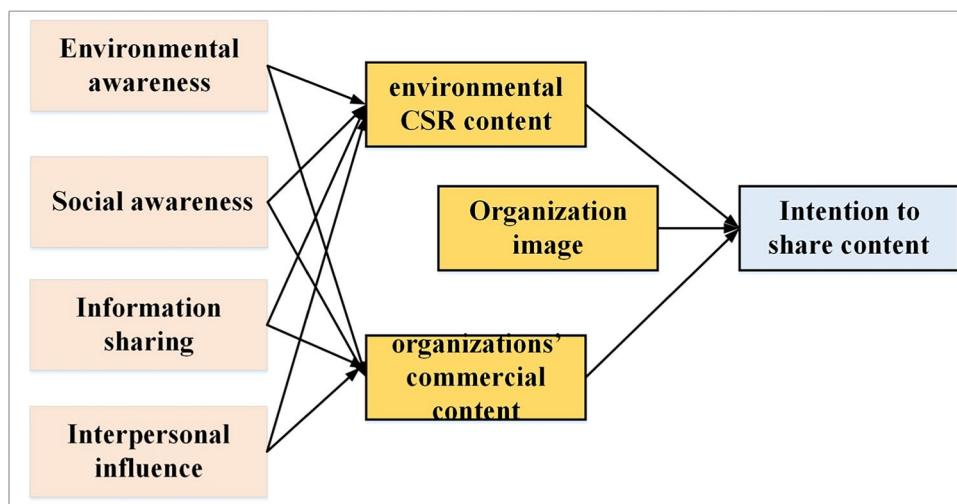 Environmental
awareness
Social awareness
Information
sharing
Interpersonal
influence
environmental
CSR content
Organization
image
organizations’
commercial
content
Intention to
share content